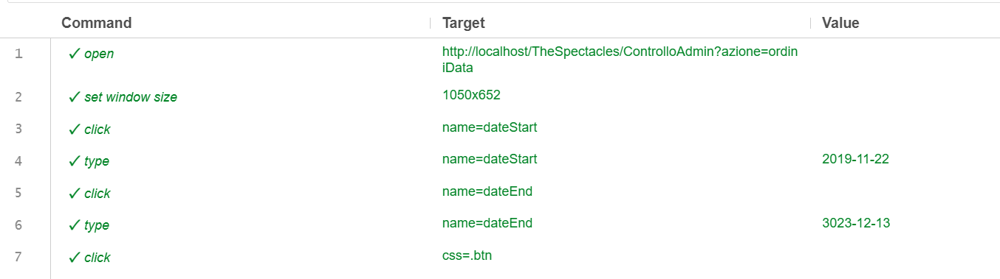 Command Target Value
1 ✓ open http://localhost/TheSpectacles/ControlloAdmin?azione=ordin
iData
2 ✓ set window size 1050x652
3 ✓ click name=dateStart
4 ✓ type name=dateStart 2019-11-22
5 ✓ click name=dateEnd
6 ✓ type name=dateEnd 3023-12-13
7 ✓ click css=.btn